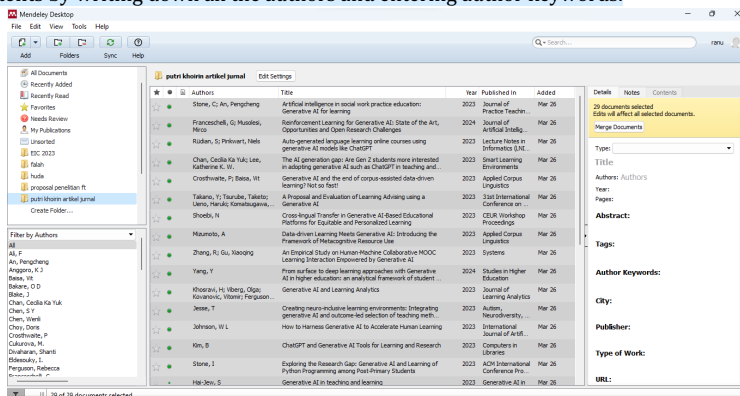 items by writing down all the authors and entering author keywords.
Mendeley Desktop
File Edit View Tools Help
Add Folders Sync Help
Search...
ranu
All Documents
Recently Added
Recently Read
Favorites
Needs Review
My Publications
Unsorted
EIC 2023
falah
huda
proposal penelitian ft
putri khoirin artikel jurnal
Create Folder...
Filter by Authors
All
Ali, F
An, Pengcheng
Anggoro, K J
Baisa, Vit
Bakare, O D
Blake, J
Chan, Cecilia Ka Yuk
Chen, S Y
Chen, Wenli
Choy, Doris
Crosthwaite, P
Cukurova, M.
Divaharan, Shanti
Eldesouky, I.
Ferguson, Rebecca
Franceschelli, G
putri khoirin artikel jurnal Edit Settings
Authors Title Year Published In Added
Stone, C; An, Pengcheng Artificial intelligence in social work practice education: 2023 Journal of Mar 26
Generative AI for learning Practice Teachin...
Franceschelli, G; Musolesi, Reinforcement Learning for Generative AI: State of the Art, 2024 Journal of Mar 26
Mirco Opportunities and Open Research Challenges Artificial Intellig...
Rüdian, S; Pinkwart, Niels Auto-generated language learning online courses using 2023 Lecture Notes in Mar 26
generative AI models like ChatGPT Informatics (LNI...
Chan, Cecilia Ka Yuk; Lee, The AI generation gap: Are Gen Z students more interested 2023 Smart Learning Mar 26
Katherine K. W. in adopting generative AI such as ChatGPT in teaching and... Environments
Crosthwaite, P; Baisa, Vit Generative AI and the end of corpus-assisted data-driven 2023 Applied Corpus Mar 26
learning? Not so fast! Linguistics
Takano, Y; Tsurube, Taketo; A Proposal and Evaluation of Learning Advising using a 2023 31st International Mar 26
Ueno, Haruki; Komatsugawa,... Generative AI Conference on ...
Shoeibi, N Cross-lingual Transfer in Generative AI-Based Educational 2023 CEUR Workshop Mar 26
Platforms for Equitable and Personalized Learning Proceedings
Mizumoto, A Data-driven Learning Meets Generative AI: Introducing the 2023 Applied Corpus Mar 26
Framework of Metacognitive Resource Use Linguistics
Zhang, R; Gu, Xiaoqing An Empirical Study on Human-Machine Collaborative MOOC 2023 Systems Mar 26
Learning Interaction Empowered by Generative AI
Yang, Y From surface to deep learning approaches with Generative 2024 Studies in Higher Mar 26
AI in higher education: an analytical framework of student ... Education
Khosravi, H; Viberg, Olga; Generative AI and Learning Analytics 2023 Journal of Mar 26
Kovanovic, Vitomir; Ferguson... Learning Analytics
Jesse, T Creating neuro-inclusive learning environments: Integrating 2023 Autism, Mar 26
generative AI and outcome-led selection of teaching meth... Neurodiversity, ...
Johnson, W L How to Harness Generative AI to Accelerate Human Learning 2023 International Mar 26
Journal of Artifi...
Kim, B ChatGPT and Generative AI Tools for Learning and Research 2023 Computers in Mar 26
Libraries
Stone, I Exploring the Research Gap: Generative AI and Learning of 2023 ACM International Mar 26
Python Programming among Post-Primary Students Conference Pro...
Hai-Jew, S Generative AI in teaching and learning 2023 Generative AI in Mar 26
Details Notes Contents
29 documents selected
Edits will affect all selected documents.
Merge Documents
Type:
Title
Authors: Authors
Year:
Pages:
Abstract:
Tags:
Author Keywords:
City:
Publisher:
Type of Work:
URL:
29 of 29 documents selected